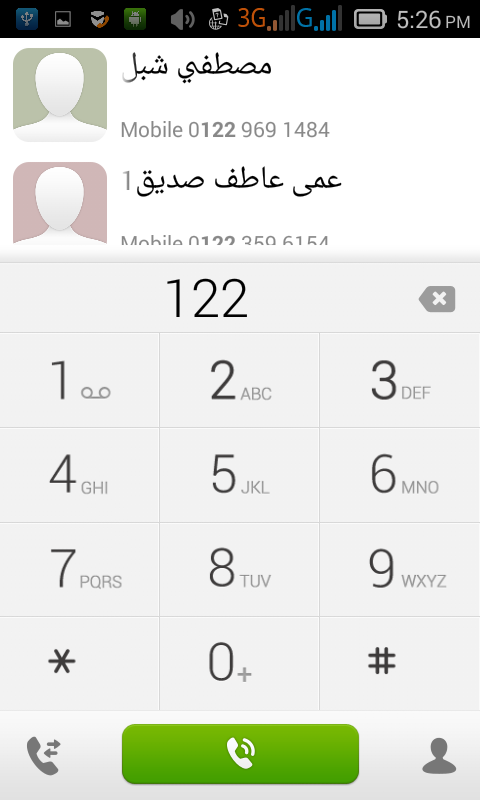 3G G 5:26 PM
مصطفي شبل
Mobile 0122 969 1484
عمى عاطف صديق1
Mobile 0122 359 6154
122
1
2 ABC
3 DEF
4 GHI
5 JKL
6 MNO
7 PQRS
8 TUV
9 WXYZ
*
0 +
#